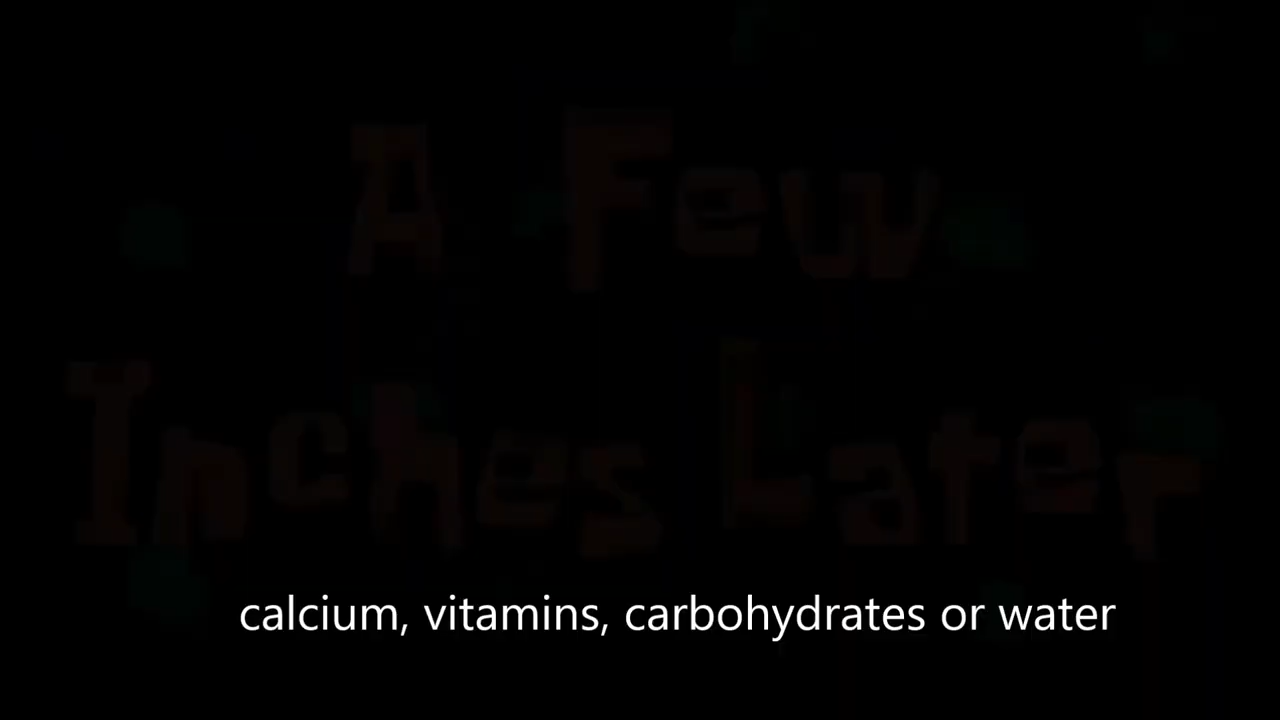 A Few
Inches Later
calcium, vitamins, carbohydrates or water